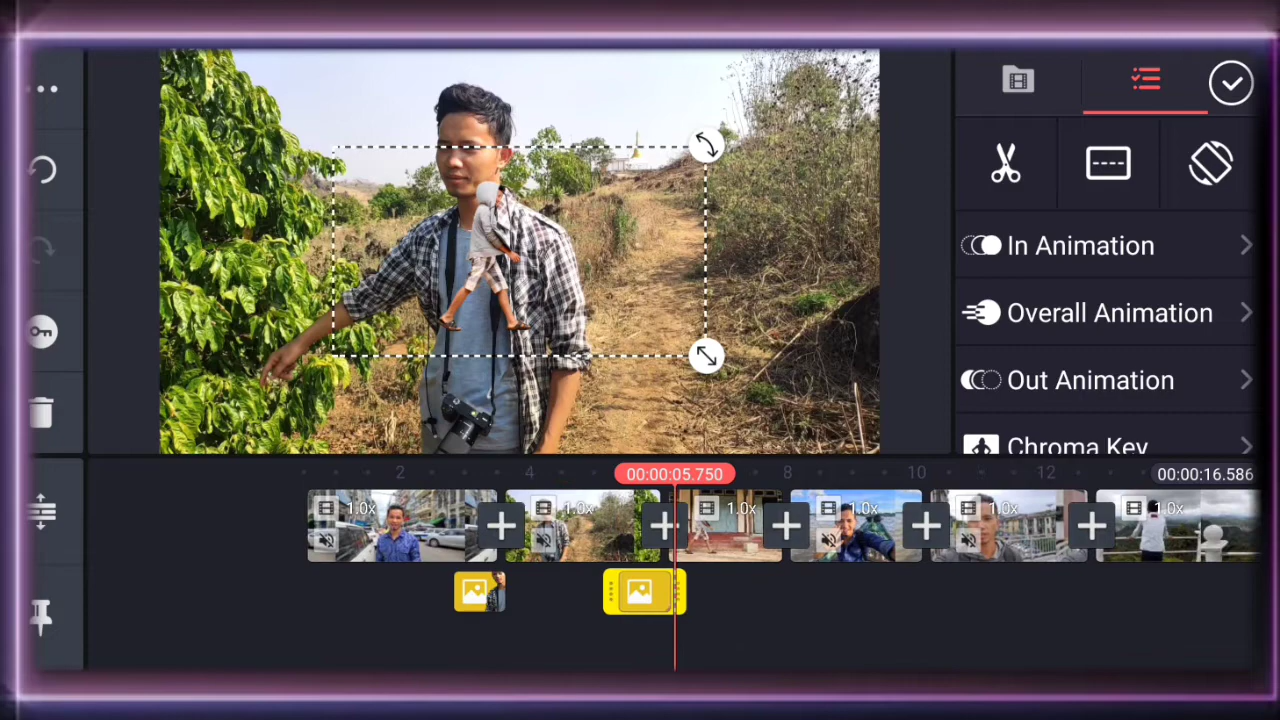 In Animation
Overall Animation
Out Animation
Chroma Key
2
4
00:00:05.750
8
10
12
00:00:16.586
1.0x
1.0x
1.0x
1.0x
1.0x
1.0x